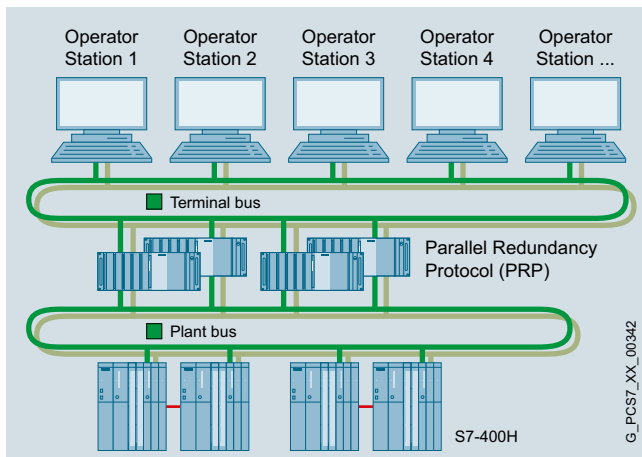 Operator Station 1
Operator Station 2
Operator Station 3
Operator Station 4
Operator Station ...
Terminal bus
Parallel Redundancy
Protocol (PRP)
Plant bus
S7-400H
G_PCS7_XX_00342